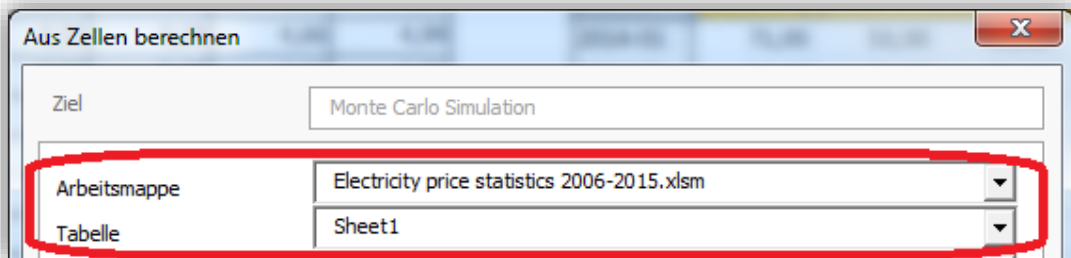 Aus Zellen berechnen
Ziel Monte Carlo Simulation
Arbeitsmappe Electricity price statistics 2006-2015.xlsm
Tabelle Sheet1